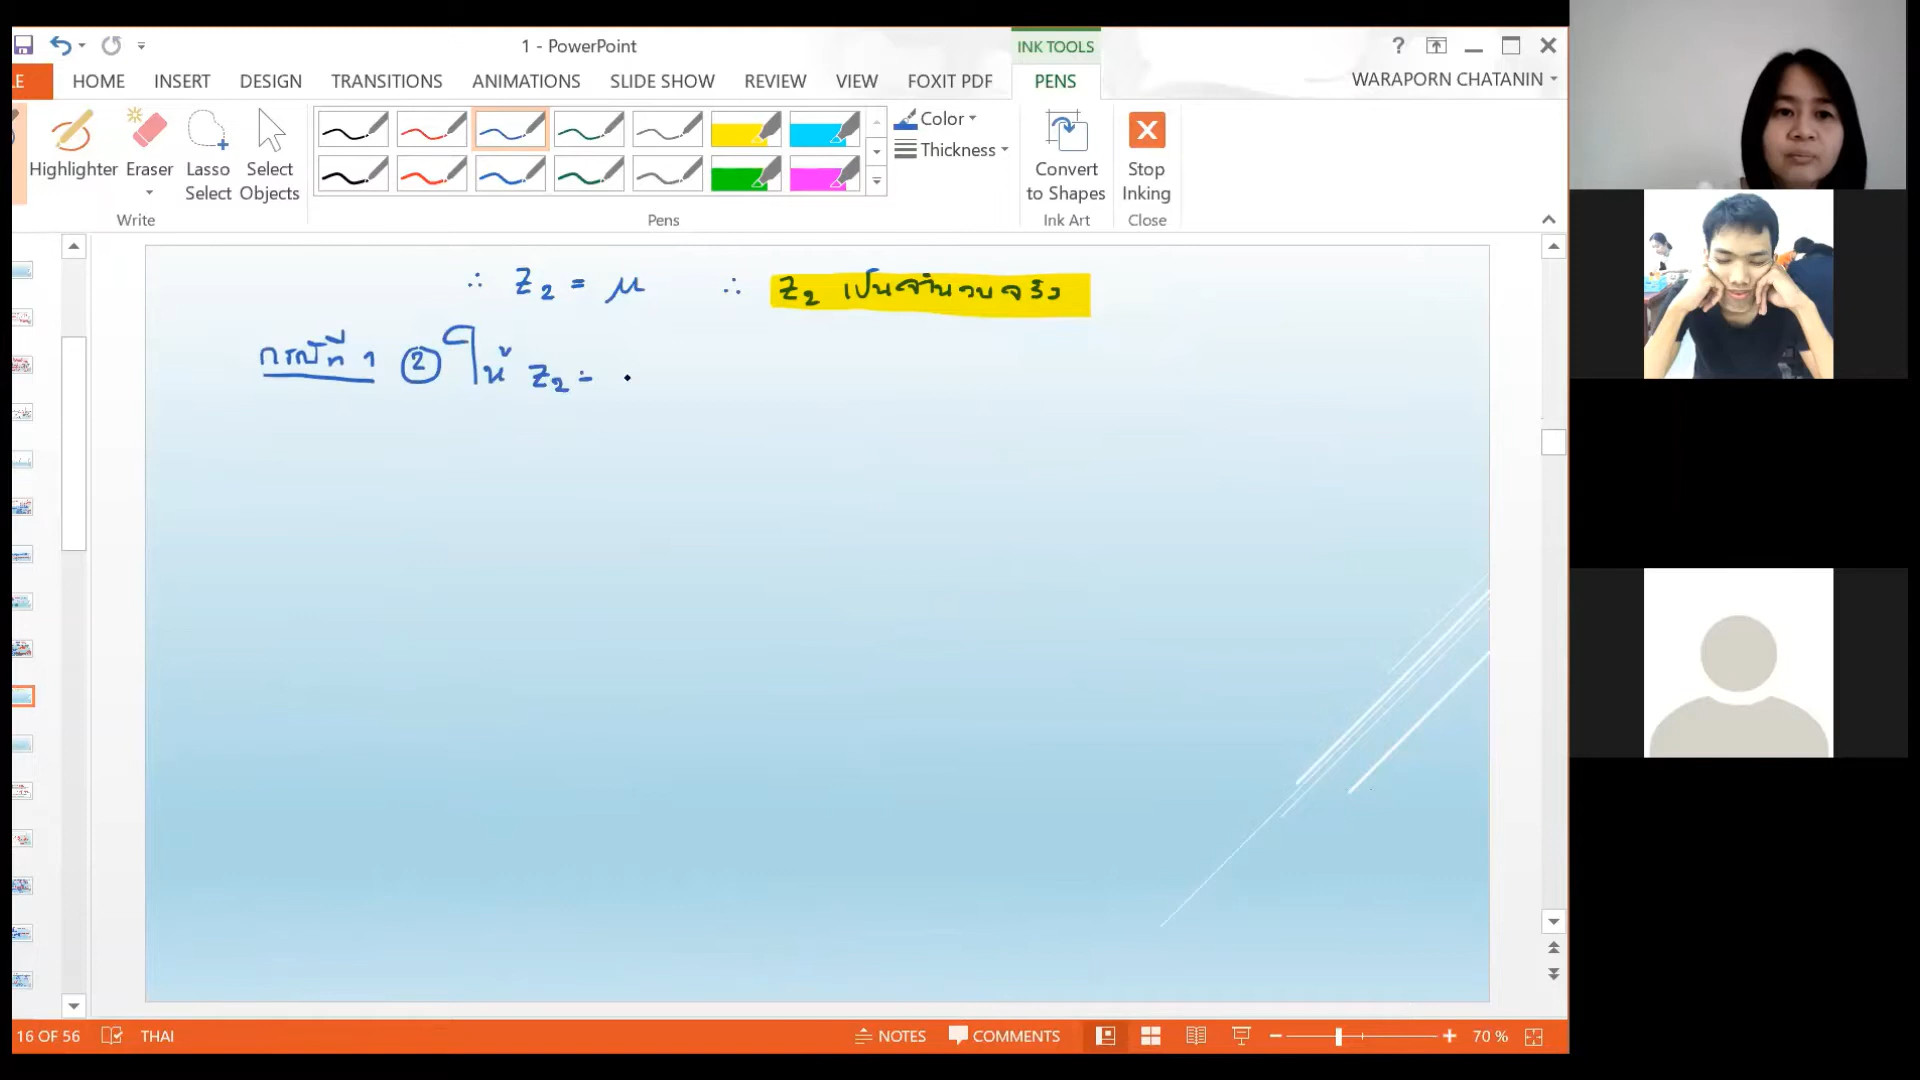 1 - PowerPoint
INK TOOLS
HOME INSERT DESIGN TRANSITIONS ANIMATIONS SLIDE SHOW REVIEW VIEW FOXIT PDF PENS
WARAPORN CHATANIN
Highlighter
Eraser
Lasso Select
Select Objects
Color
Thickness
Convert to Shapes
Stop Inking
Write
Pens
Ink Art
Close
∴ Z₂ = μ ∴ Z₂ เป็นจำนวนจริง
กรณีที่ 1 ② ให้ Z₂ =
16 OF 56 THAI NOTES COMMENTS 70 %